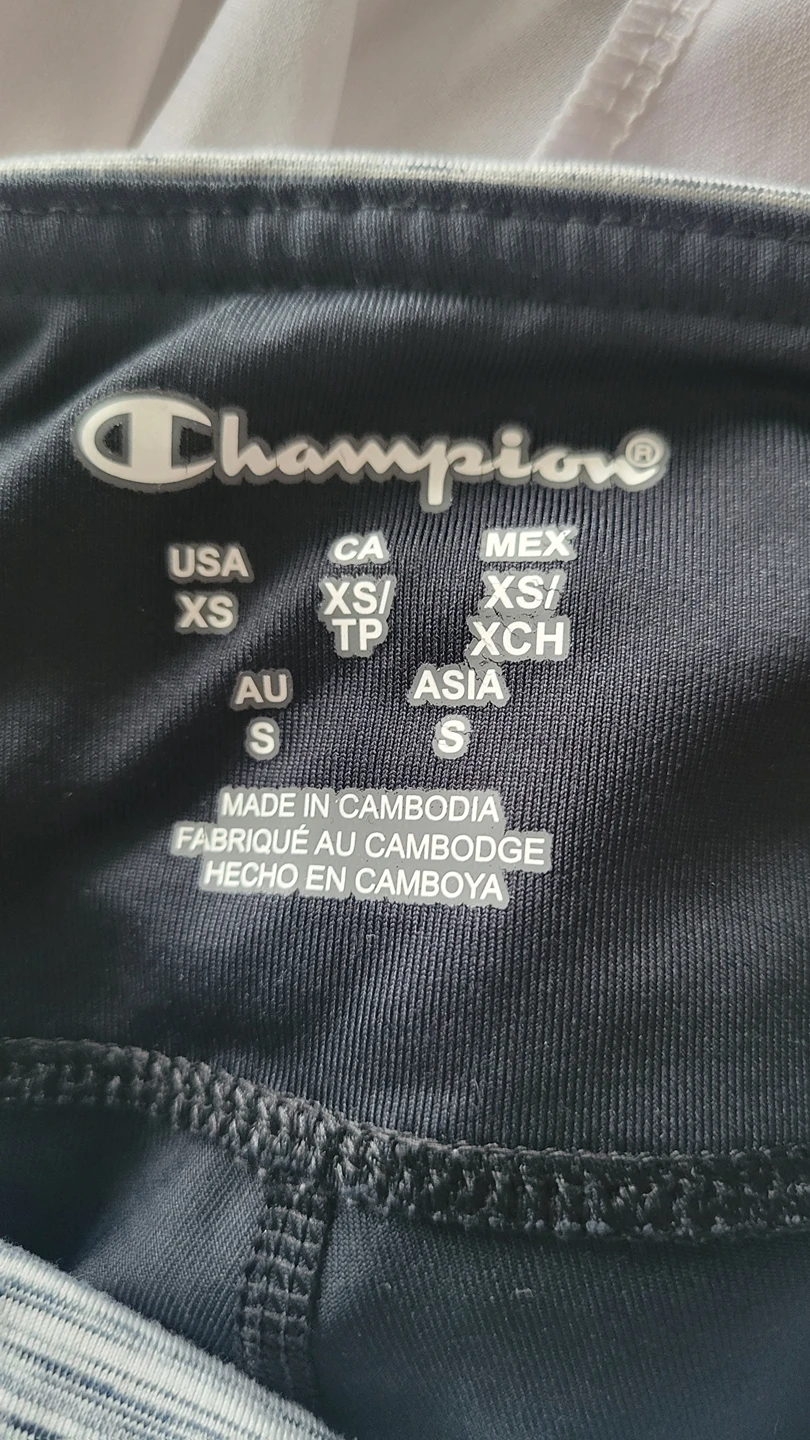 Champion®
USA CA MEX
XS XS/ XS/
TP XCH
AU ASIA
S S
MADE IN CAMBODIA
FABRIQUÉ AU CAMBODGE
HECHO EN CAMBOYA